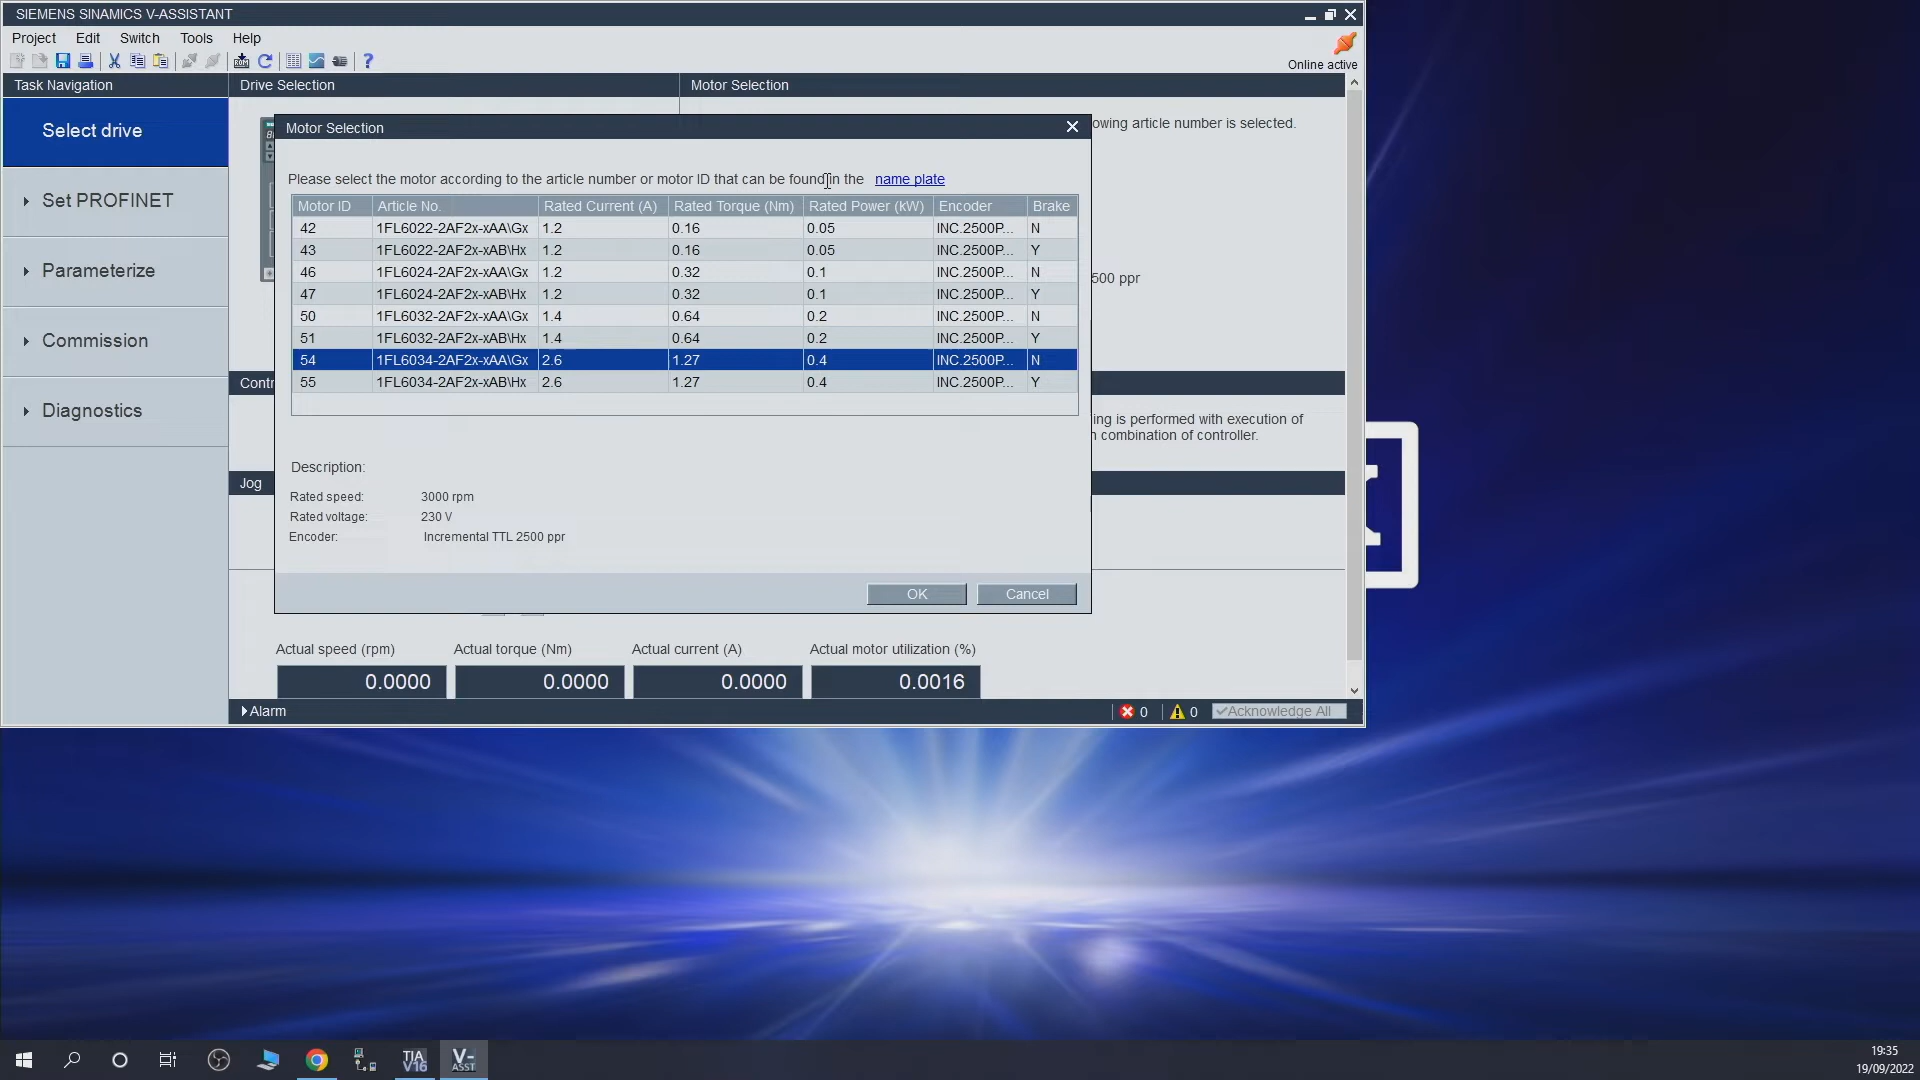 SIEMENS SINAMICS V-ASSISTANT
Project Edit Switch Tools Help
Online active
Task Navigation
Drive Selection
Motor Selection
Select drive
Set PROFINET
Parameterize
Commission
Diagnostics
owing article number is selected.
500 ppr
Contr
ing is performed with execution of
combination of controller.
Jog
Motor Selection
Please select the motor according to the article number or motor ID that can be found in the name plate
Motor ID Article No. Rated Current (A) Rated Torque (Nm) Rated Power (kW) Encoder Brake
42 1FL6022-2AF2x-xAA\Gx 1.2 0.16 0.05 INC.2500P... N
43 1FL6022-2AF2x-xAB\Hx 1.2 0.16 0.05 INC.2500P... Y
46 1FL6024-2AF2x-xAA\Gx 1.2 0.32 0.1 INC.2500P... N
47 1FL6024-2AF2x-xAB\Hx 1.2 0.32 0.1 INC.2500P... Y
50 1FL6032-2AF2x-xAA\Gx 1.4 0.64 0.2 INC.2500P... N
51 1FL6032-2AF2x-xAB\Hx 1.4 0.64 0.2 INC.2500P... Y
54 1FL6034-2AF2x-xAA\Gx 2.6 1.27 0.4 INC.2500P... N
55 1FL6034-2AF2x-xAB\Hx 2.6 1.27 0.4 INC.2500P... Y
Description:
Rated speed: 3000 rpm
Rated voltage: 230 V
Encoder: Incremental TTL 2500 ppr
OK Cancel
Actual speed (rpm) Actual torque (Nm) Actual current (A) Actual motor utilization (%)
0.0000 0.0000 0.0000 0.0016
Alarm
0 0 Acknowledge All
TIA V16
V-ASST
19:35
19/09/2022